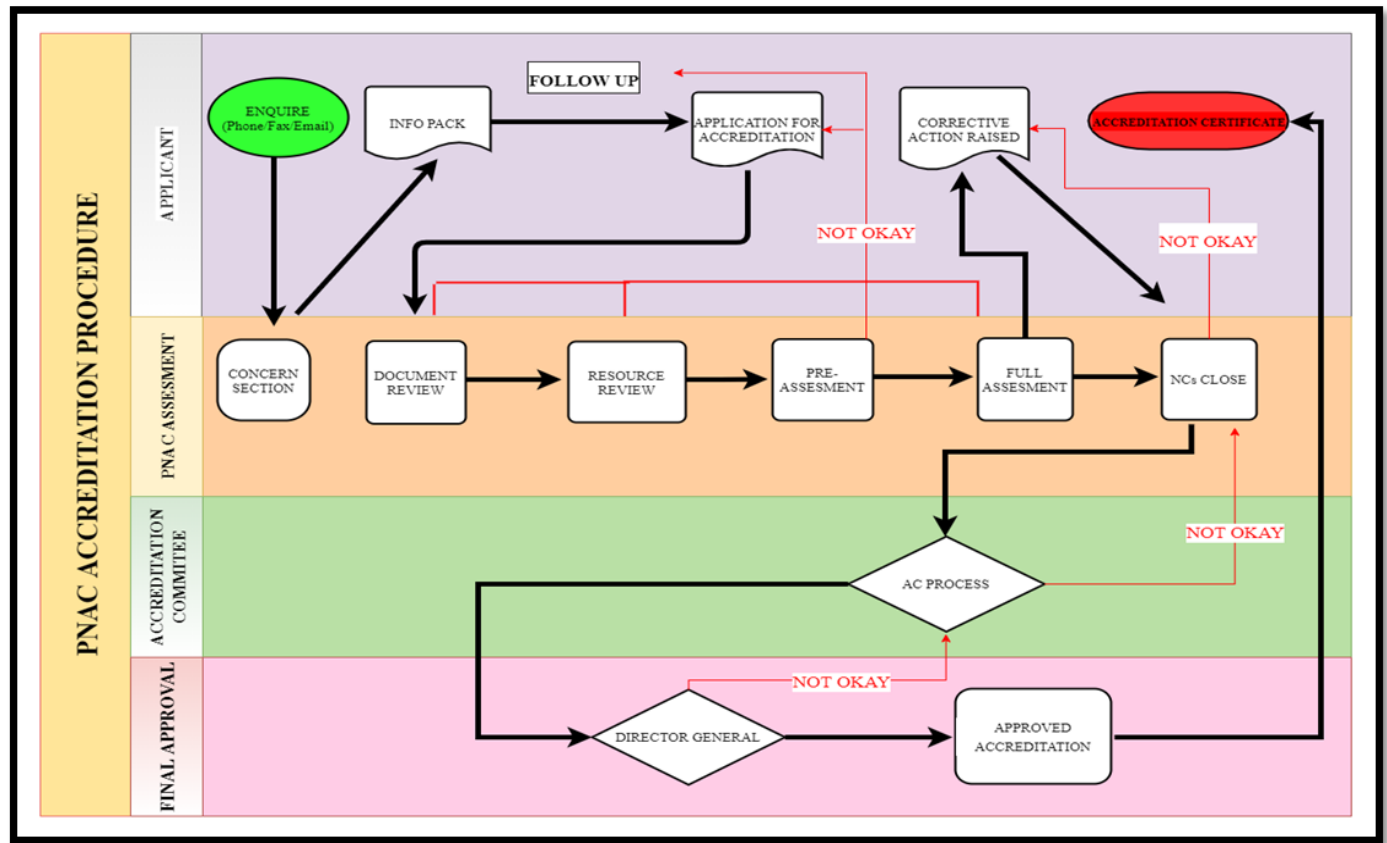 PNAC ACCREDITATION PROCEDURE
APPLICANT
ENQUIRE
(Phone/Fax/Email)
INFO PACK
FOLLOW UP
APPLICATION FOR
ACCREDITATION
CORRECTIVE
ACTION RAISED
ACCREDITATION CERTIFICATE
NOT OKAY
NOT OKAY
PNAC ASSESMENT
CONCERN
SECTION
DOCUMENT
REVIEW
RESOURCE
REVIEW
PRE-
ASSESMENT
FULL
ASSESMENT
NCs CLOSE
ACCREDITATION
COMMITEE
AC PROCESS
NOT OKAY
FINAL APPROVAL
NOT OKAY
DIRECTOR GENERAL
APPROVED
ACCREDITATION